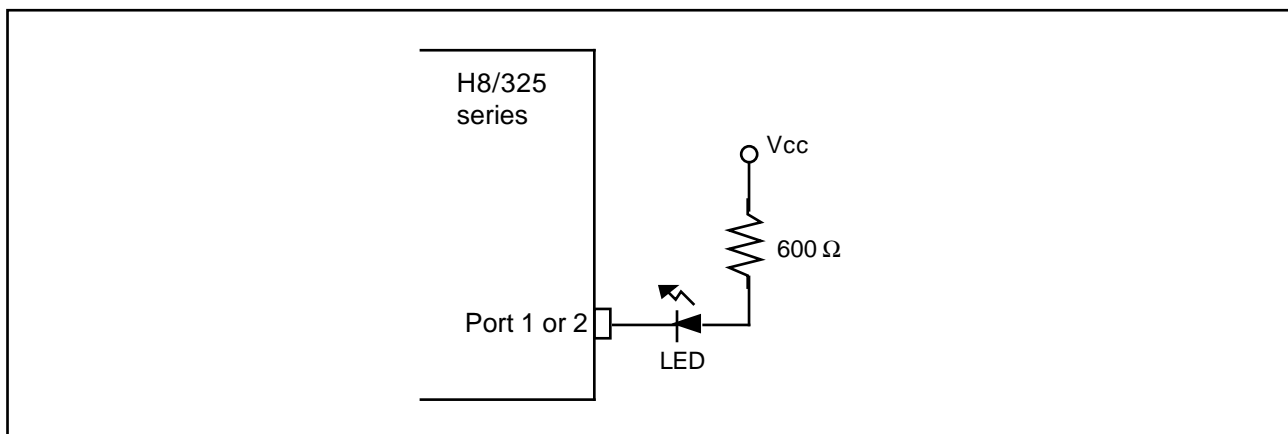 H8/325
series
Vcc
600 Ω
Port 1 or 2
LED